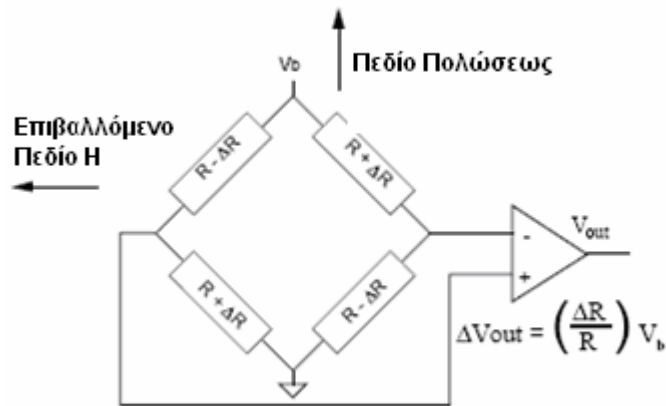 Vb
Πεδίο Πολώσεως
Επιβαλλόμενο
Πεδίο Η
R - ΔR
R + ΔR
R + ΔR
R - ΔR
-
+
Vout
ΔVout = (ΔR/R) Vb